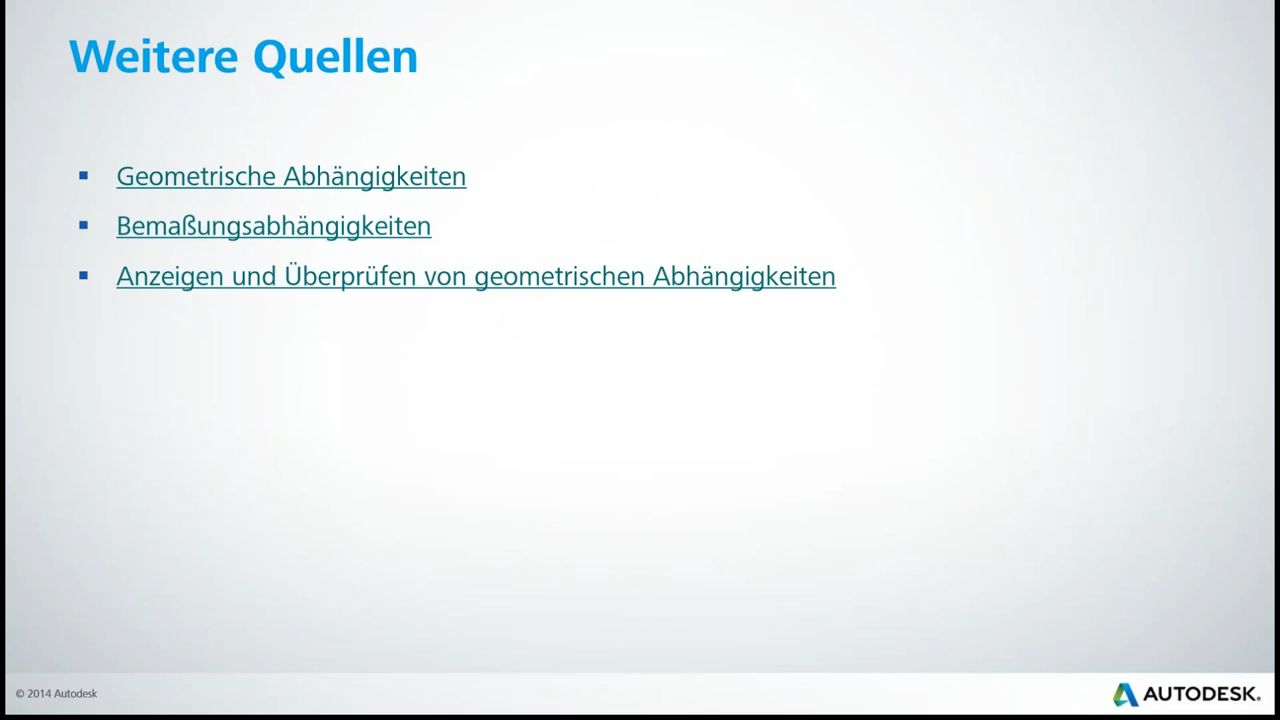 Weitere Quellen
Geometrische Abhängigkeiten
Bemaßungsabhängigkeiten
Anzeigen und Überprüfen von geometrischen Abhängigkeiten
© 2014 Autodesk
AUTODESK.